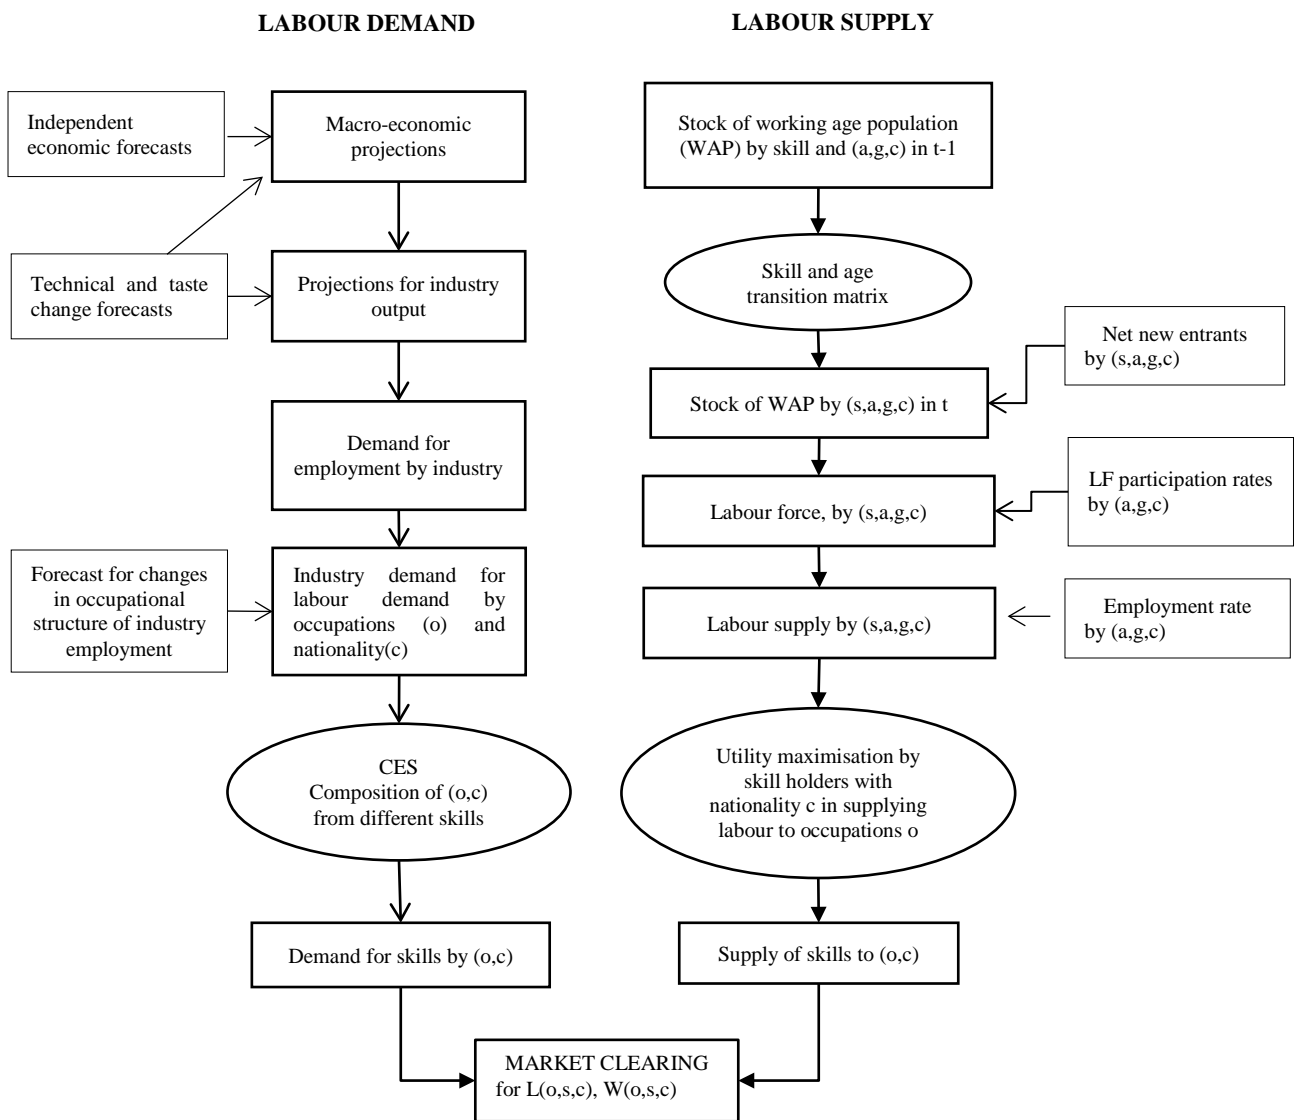 LABOUR DEMAND
LABOUR SUPPLY
Independent
economic forecasts
Macro-economic
projections
Technical and taste
change forecasts
Projections for industry
output
Demand for
employment by industry
Forecast for changes
in occupational
structure of industry
employment
Industry demand for
labour demand by
occupations (o) and
nationality(c)
CES
Composition of (o,c)
from different skills
Demand for skills by (o,c)
Stock of working age population
(WAP) by skill and (a,g,c) in t-1
Skill and age
transition matrix
Net new entrants
by (s,a,g,c)
Stock of WAP by (s,a,g,c) in t
LF participation rates
by (a,g,c)
Labour force, by (s,a,g,c)
Employment rate
by (a,g,c)
Labour supply by (s,a,g,c)
Utility maximisation by
skill holders with
nationality c in supplying
labour to occupations o
Supply of skills to (o,c)
MARKET CLEARING
for L(o,s,c), W(o,s,c)